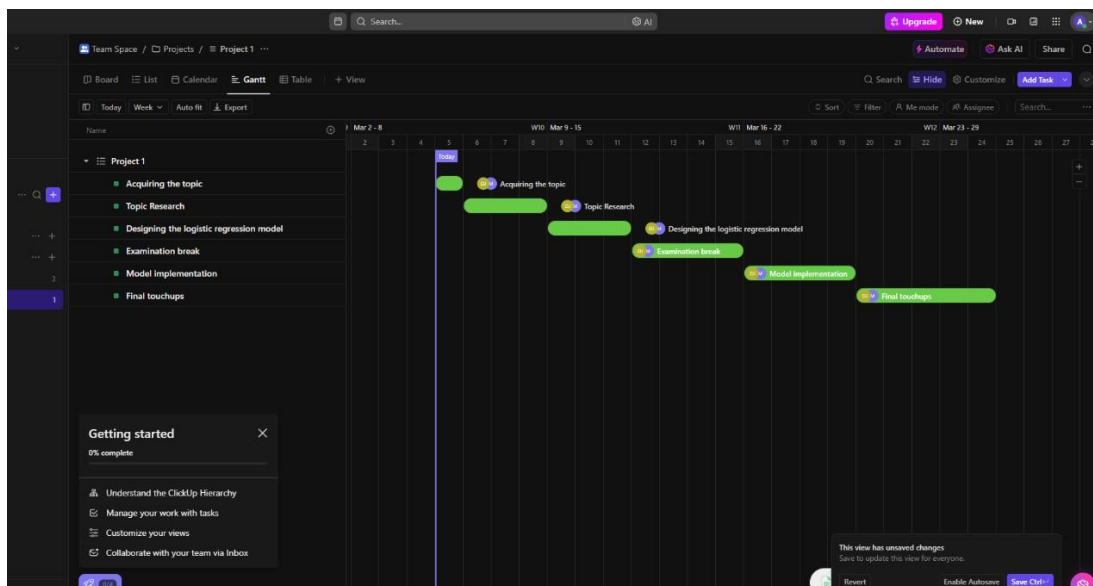 Search...
AI
Upgrade
New
A
Team Space / Projects / Project 1 ...
Automate
Ask AI
Share
Board
List
Calendar
Gantt
Table
+ View
Search
Hide
Customize
Add Task
Today
Week
Auto fit
Export
Sort
Filter
Me mode
Assignee
Search...
Name
Mar 2 - 8
W10 Mar 9 - 15
W11 Mar 16 - 22
W12 Mar 23 - 29
2 3 4 5 6 7 8 9 10 11 12 13 14 15 16 17 18 19 20 21 22 23 24 25 26 27
Today
Project 1
Acquiring the topic
M Acquiring the topic
Topic Research
M Topic Research
Designing the logistic regression model
M Designing the logistic regression model
Examination break
M Examination break
Model implementation
M Model implementation
Final touchups
M Final touchups
1
Getting started
0% complete
Understand the ClickUp Hierarchy
Manage your work with tasks
Customize your views
Collaborate with your team via Inbox
This view has unsaved changes
Save to update this view for everyone.
Revert
Enable Autosave
Save Ctrl